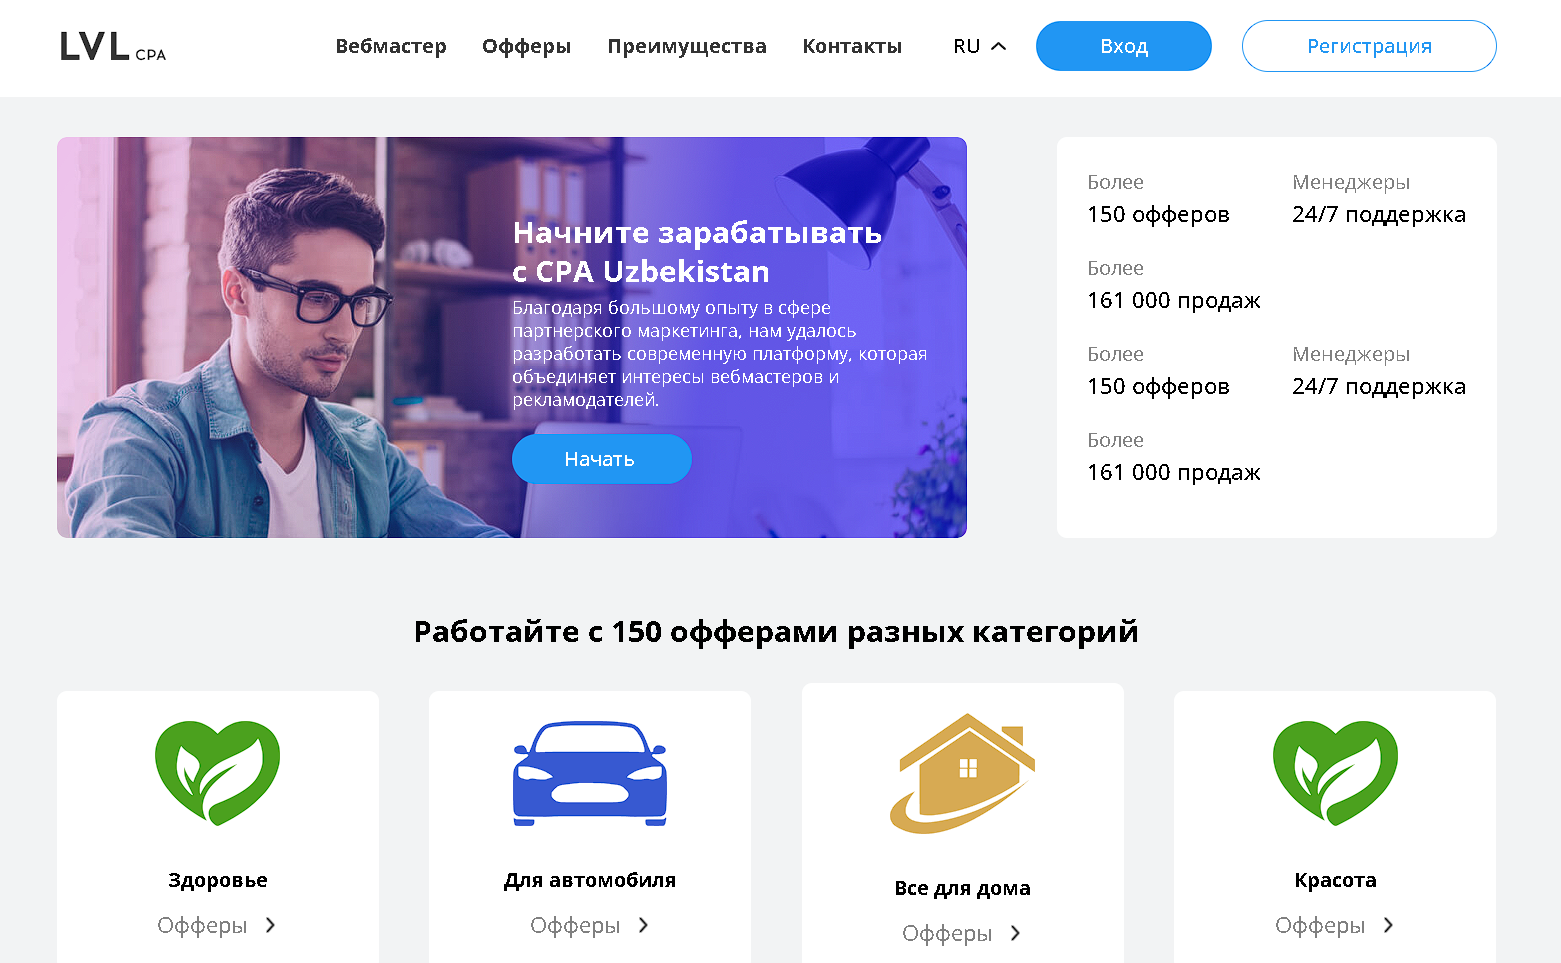 LVL CPA
Вебмастер
Офферы
Преимущества
Контакты
RU
Вход
Регистрация
Начните зарабатывать
с CPA Uzbekistan
Благодаря большому опыту в сфере
партнерского маркетинга, нам удалось
разработать современную платформу, которая
объединяет интересы вебмастеров и
рекламодателей.
Начать
Более
150 офферов
Менеджеры
24/7 поддержка
Более
161 000 продаж
Более
150 офферов
Менеджеры
24/7 поддержка
Более
161 000 продаж
Работайте с 150 офферами разных категорий
Здоровье
Офферы
Для автомобиля
Офферы
Все для дома
Офферы
Красота
Офферы